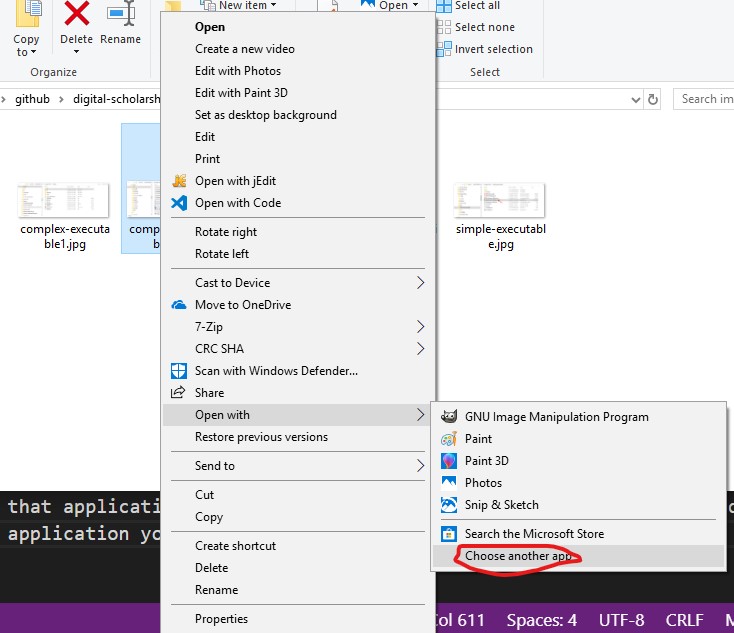 New item
Open
Select all
Copy
to
Delete
Rename
Select none
Invert selection
Organize
Select
github
digital-scholarsh
Search im
complex-executa
ble1.jpg
comp
b
simple-executabl
e.jpg
Open
Create a new video
Edit with Photos
Edit with Paint 3D
Set as desktop background
Edit
Print
Open with jEdit
Open with Code
Rotate right
Rotate left
Cast to Device
Move to OneDrive
7-Zip
CRC SHA
Scan with Windows Defender...
Share
Open with
Restore previous versions
Send to
Cut
Copy
Create shortcut
Delete
Rename
Properties
GNU Image Manipulation Program
Paint
Paint 3D
Photos
Snip & Sketch
Search the Microsoft Store
Choose another app
that applicati
application yo
Col 611 Spaces: 4 UTF-8 CRLF M